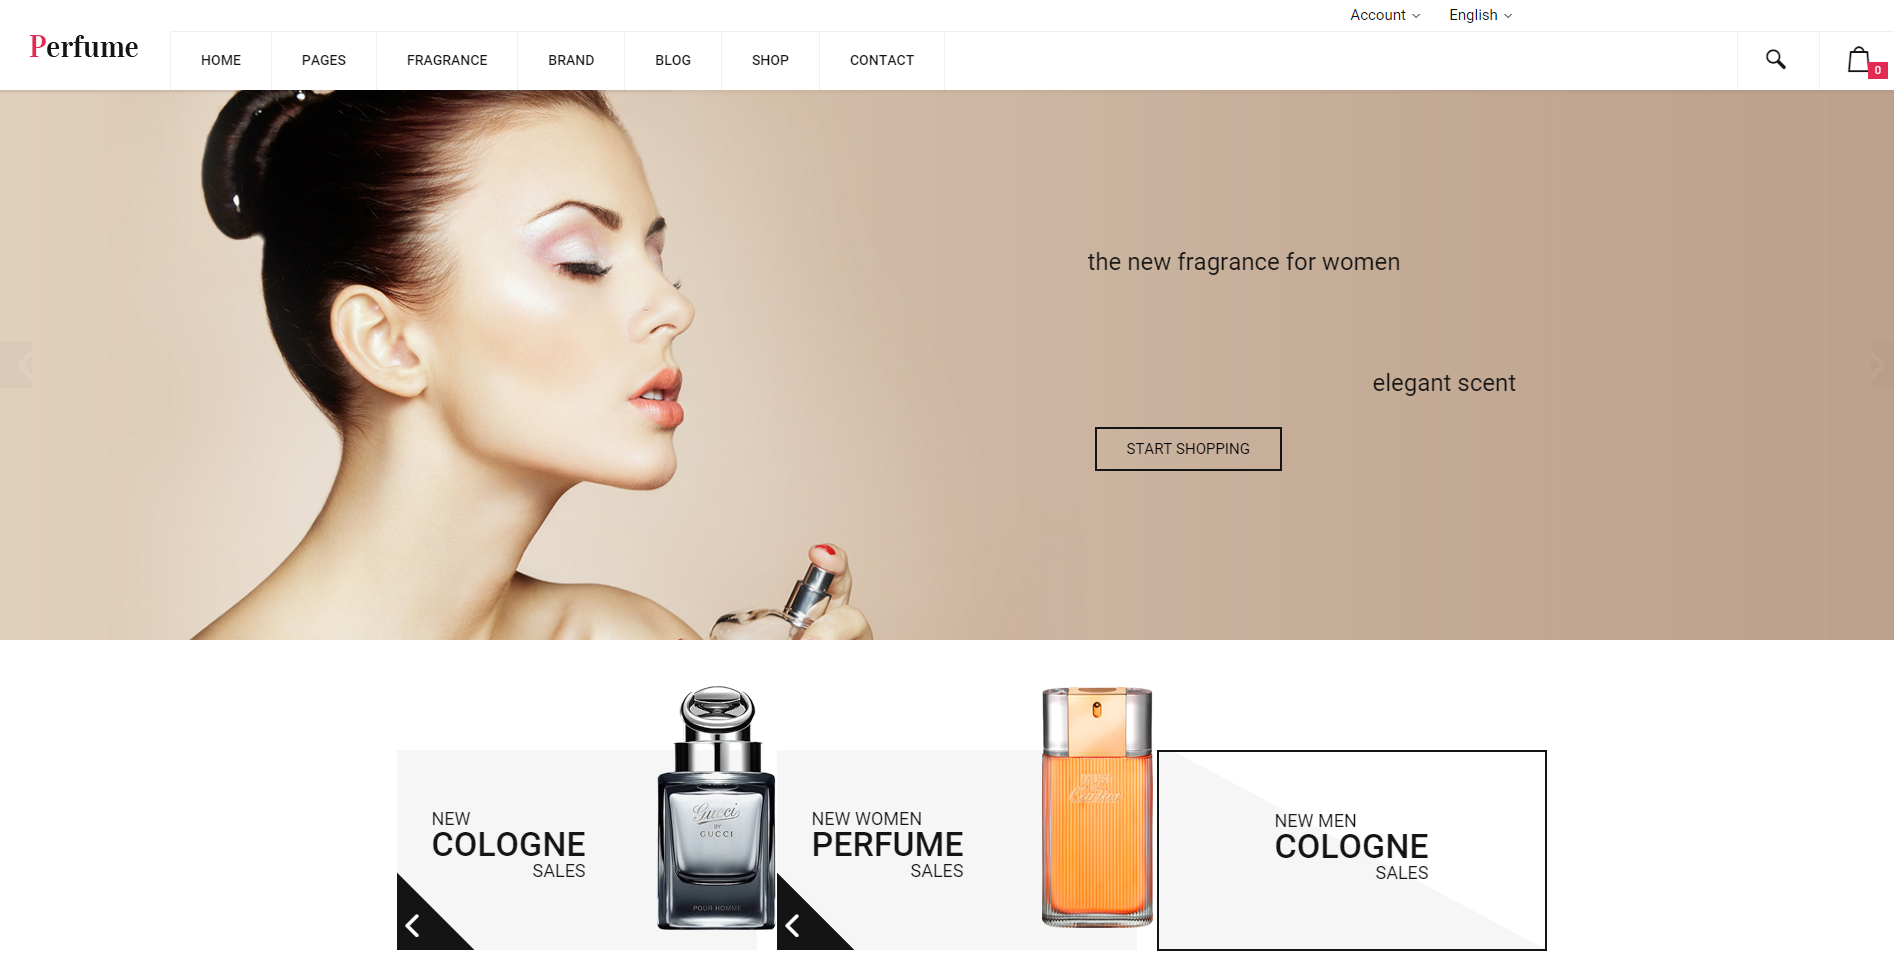 Account
English
Perfume
HOME
PAGES
FRAGRANCE
BRAND
BLOG
SHOP
CONTACT
0
the new fragrance for women
elegant scent
START SHOPPING
NEW
COLOGNE
SALES
Gucci
BY
GUCCI
POUR HOMME
NEW WOMEN
PERFUME
SALES
MUST
Cartier
NEW MEN
COLOGNE
SALES